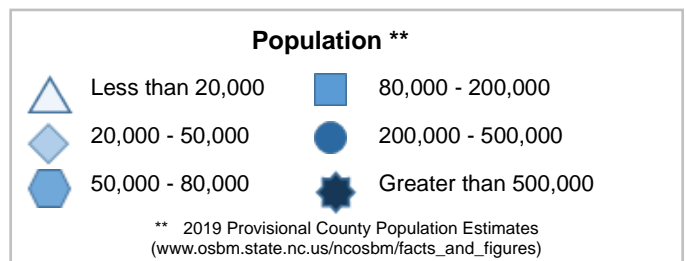 Population **
Less than 20,000
80,000 - 200,000
20,000 - 50,000
200,000 - 500,000
50,000 - 80,000
Greater than 500,000
** 2019 Provisional County Population Estimates
(www.osbm.state.nc.us/ncosbm/facts_and_figures)